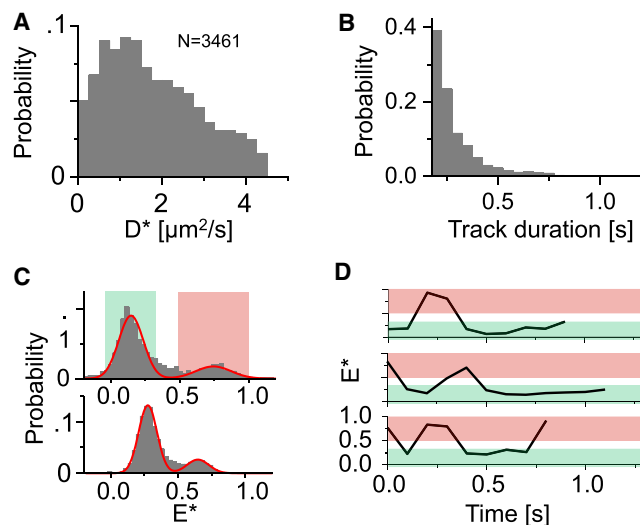 A
.1
N=3461
Probability
0
0 2 4
D* [µm²/s]
B
0.4
0.2
0.0
Probability
0.5 1.0
Track duration [s]
C
.1
0
0.0 0.5 1.0
.1
0
Probability
0.0 0.5 1.0
E*
D
E*
1.0
0.5
0.0
0.0 0.5 1.0
Time [s]